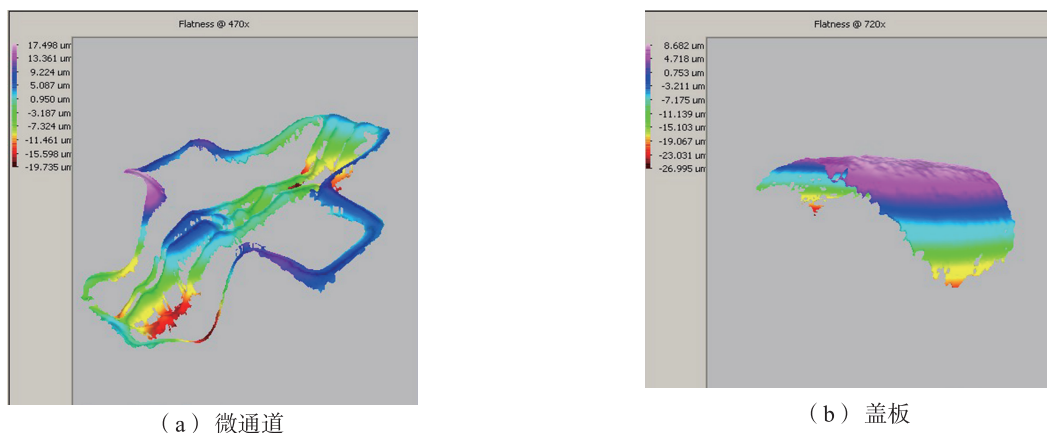 Flatness @ 470x
17.498 um
13.361 um
9.224 um
5.087 um
0.950 um
-3.187 um
-7.324 um
-11.461 um
-15.598 um
-19.735 um
(a) 微通道
Flatness @ 720x
8.682 um
4.718 um
0.753 um
-3.211 um
-7.175 um
-11.139 um
-15.103 um
-19.067 um
-23.031 um
-26.995 um
(b) 盖板